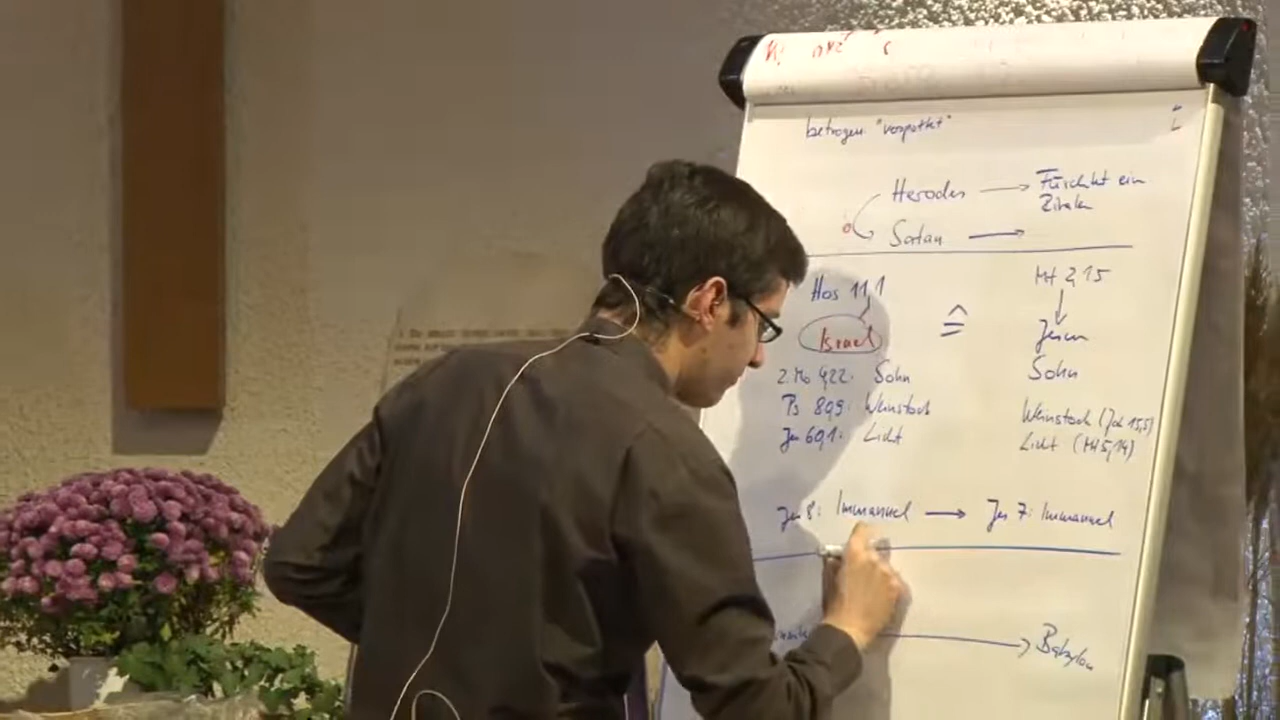 betrogen "verspottet"
Herodes → Fürchtet ein
Satan →
Hos 11,1 ≙ Mt 2,15
Israel Jesus
2. Mo 4,22: Sohn Sohn
Ps 80,9: Weinstock Weinstock (Joh 15,5)
Jes 60,1: Licht Licht (Mt 5,14)
Jes 8: Immanuel → Jes 7: Immanuel
→ Babylon